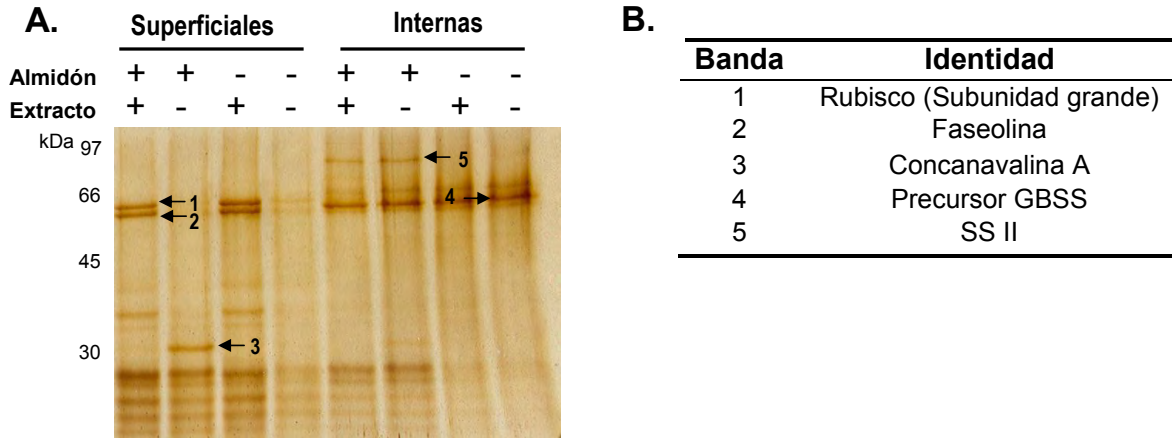 A.
Superficiales Internas
Almidón + + - - + + - -
Extracto + - + - + - + -
kDa
97
5
66
1
4
2
45
3
30
B.
Banda Identidad
1 Rubisco (Subunidad grande)
2 Faseolina
3 Concanavalina A
4 Precursor GBSS
5 SS II